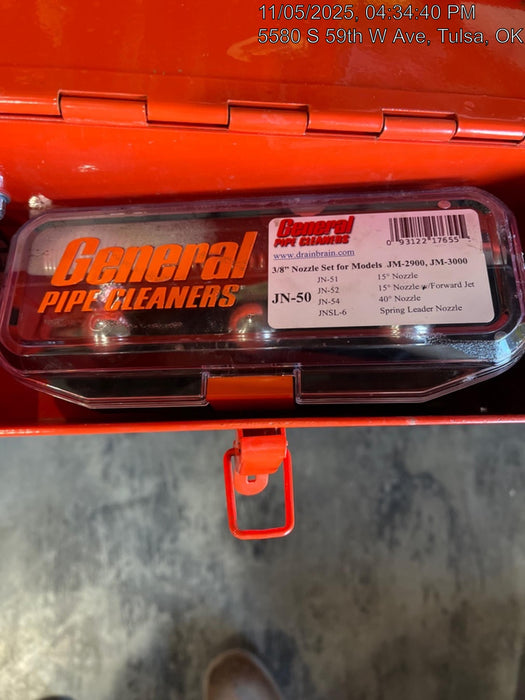 11/05/2025, 04:34:40 PM
5580 S 59th W Ave, Tulsa, OK
General
PIPE CLEANERS
General
PIPE CLEANERS
www.drainbrain.com
0 93122 17655
3/8" Nozzle Set for Models JM-2900, JM-3000
JN-50
JN-51 15° Nozzle
JN-52 15° Nozzle w/Forward Jet
JN-54 40° Nozzle
JNSL-6 Spring Leader Nozzle